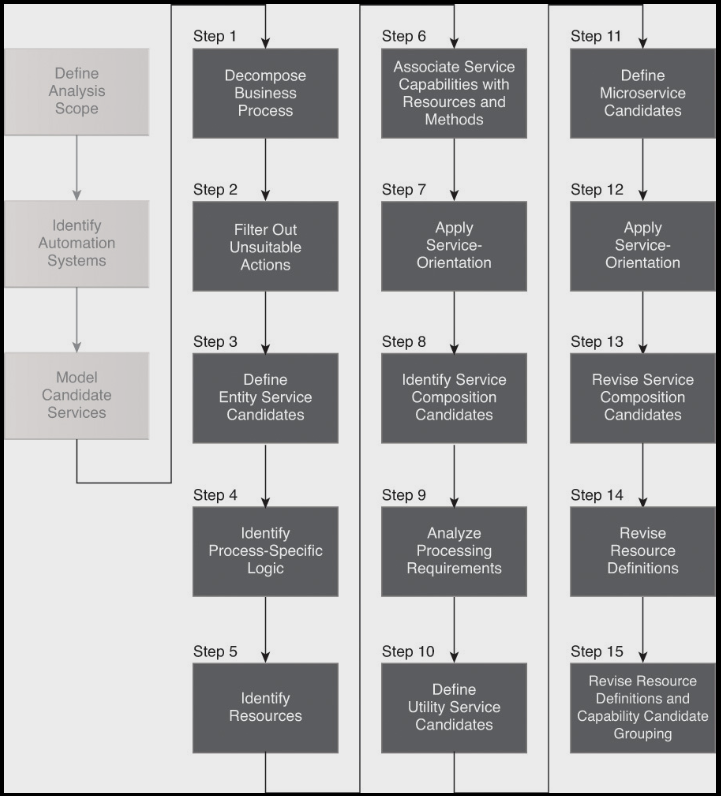 Define
Analysis
Scope
Identify
Automation
Systems
Model
Candidate
Services
Step 1
Decompose
Business
Process
Step 2
Filter Out
Unsuitable
Actions
Step 3
Define
Entity Service
Candidates
Step 4
Identify
Process-Specific
Logic
Step 5
Identify
Resources
Step 6
Associate Service
Capabilities with
Resources and
Methods
Step 7
Apply
Service-
Orientation
Step 8
Identify Service
Composition
Candidates
Step 9
Analyze
Processing
Requirements
Step 10
Define
Utility Service
Candidates
Step 11
Define
Microservice
Candidates
Step 12
Apply
Service-
Orientation
Step 13
Revise Service
Composition
Candidates
Step 14
Revise
Resource
Definitions
Step 15
Revise Resource
Definitions and
Capability Candidate
Grouping